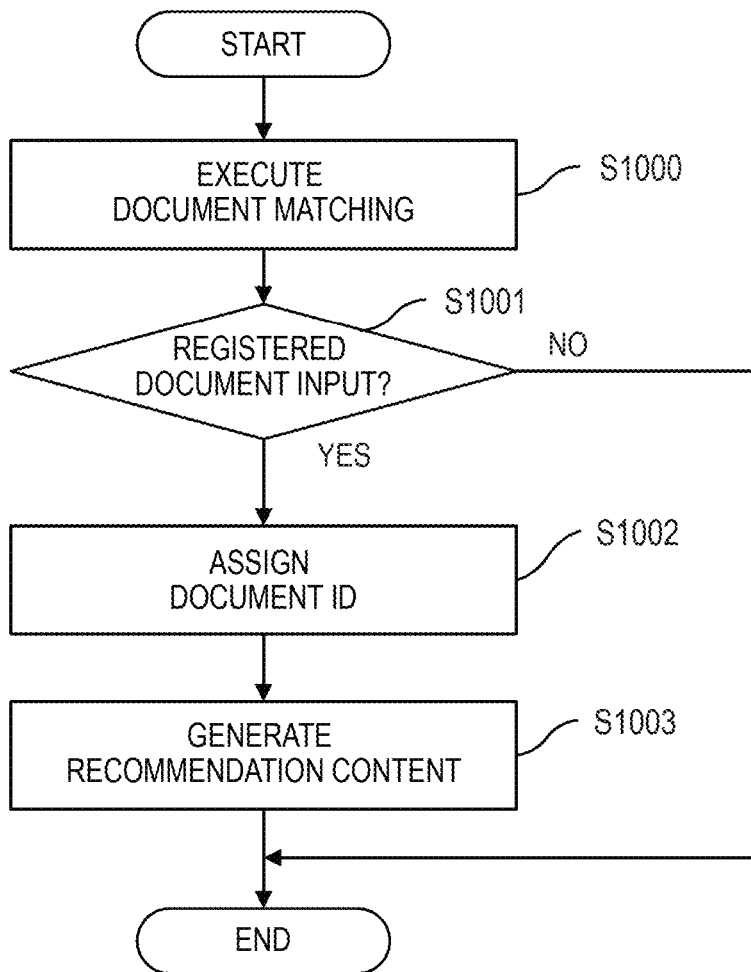 START
EXECUTE
DOCUMENT MATCHING
S1000
S1001
REGISTERED
DOCUMENT INPUT?
NO
YES
ASSIGN
DOCUMENT ID
S1002
GENERATE
RECOMMENDATION CONTENT
S1003
END